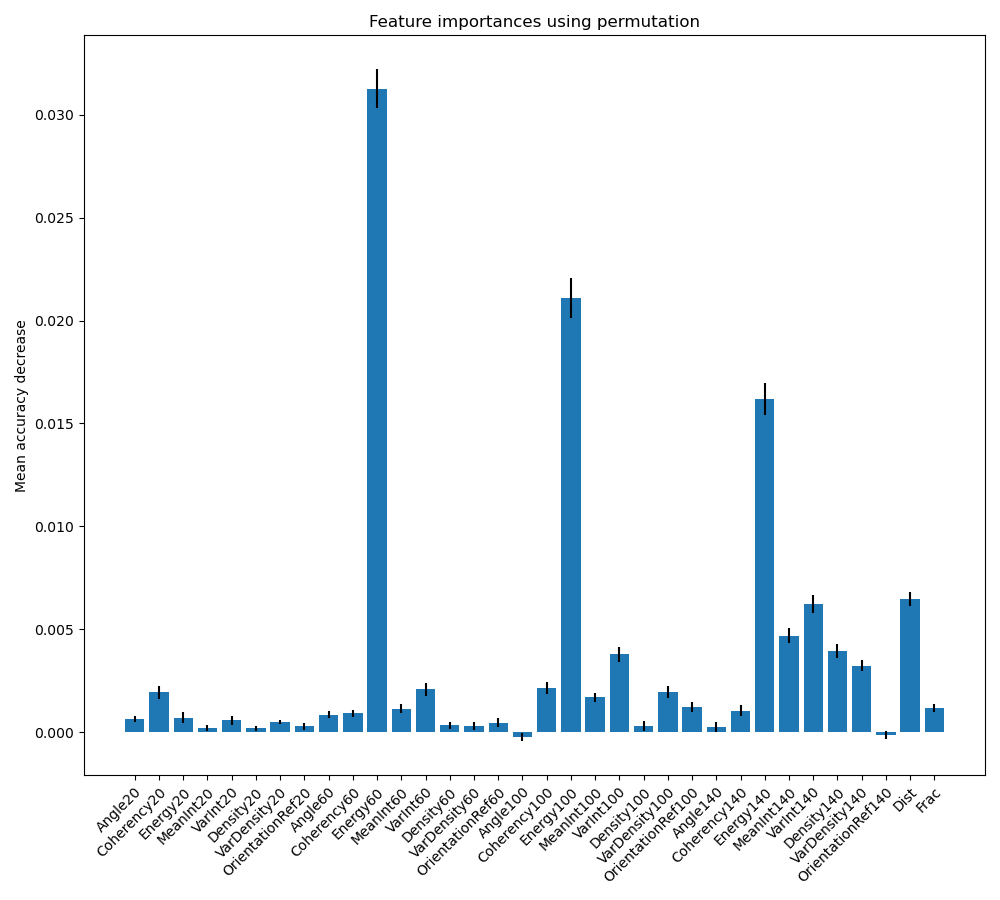 Feature importances using permutation
Mean accuracy decrease
0.030
0.025
0.020
0.015
0.010
0.005
0.000
Angle20
Coherency20
Energy20
MeanInt20
VarInt20
Density20
VarDensity20
OrientationRef20
Angle60
Coherency60
Energy60
MeanInt60
VarInt60
Density60
VarDensity60
OrientationRef60
Angle100
Coherency100
Energy100
MeanInt100
VarInt100
Density100
VarDensity100
OrientationRef100
Angle140
Coherency140
Energy140
MeanInt140
VarInt140
Density140
VarDensity140
OrientationRef140
Dist
Frac